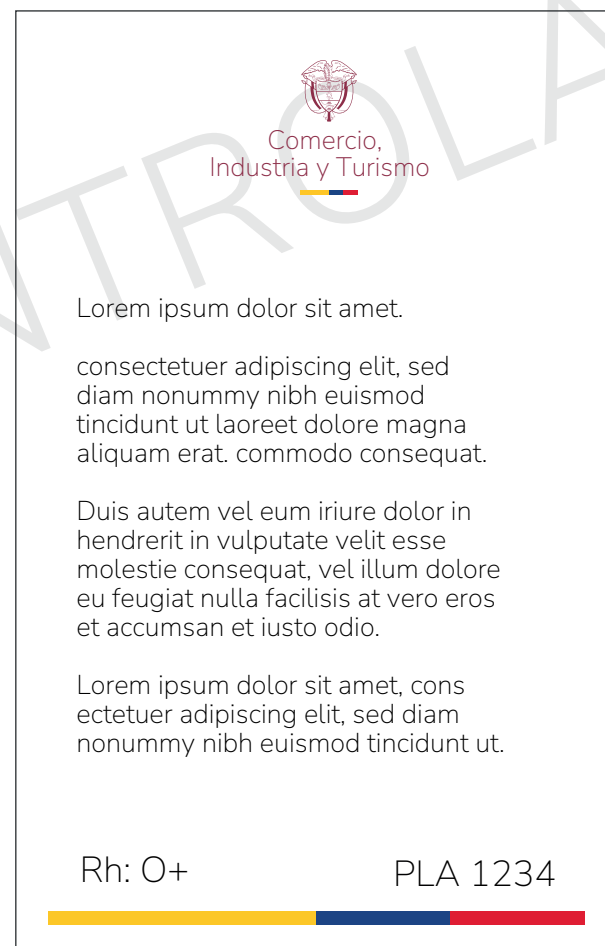 Comercio,
Industria y Turismo
Lorem ipsum dolor sit amet.
consectetuer adipiscing elit, sed
diam nonummy nibh euismod
tincidunt ut laoreet dolore magna
aliquam erat. commodo consequat.
Duis autem vel eum iriure dolor in
hendrerit in vulputate velit esse
molestie consequat, vel illum dolore
eu feugiat nulla facilisis at vero eros
et accumsan et iusto odio.
Lorem ipsum dolor sit amet, cons
ectetuer adipiscing elit, sed diam
nonummy nibh euismod tincidunt ut.
Rh: O+ PLA 1234